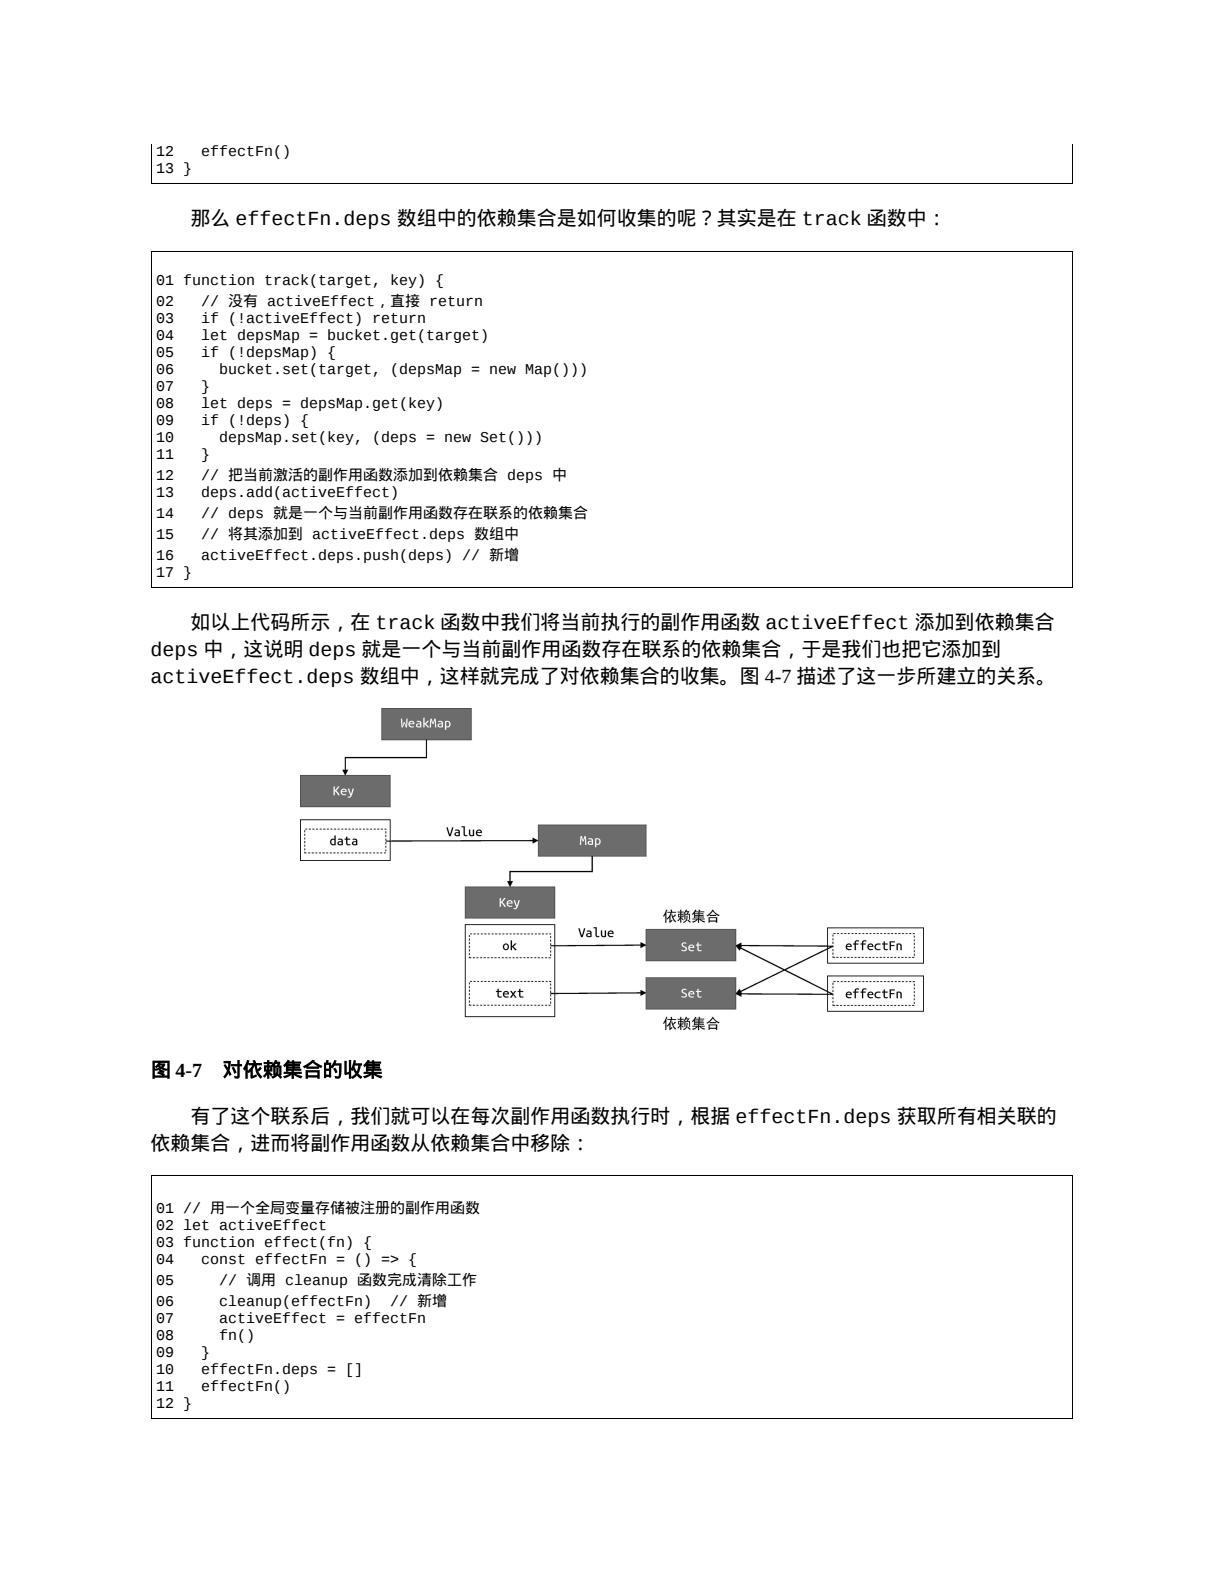 12   effectFn()
13 }
那么 effectFn.deps 数组中的依赖集合是如何收集的呢？其实是在 track 函数中：
01 function track(target, key) {
02   // 没有 activeEffect，直接 return
03   if (!activeEffect) return
04   let depsMap = bucket.get(target)
05   if (!depsMap) {
06     bucket.set(target, (depsMap = new Map()))
07   }
08   let deps = depsMap.get(key)
09   if (!deps) {
10     depsMap.set(key, (deps = new Set()))
11   }
12   // 把当前激活的副作用函数添加到依赖集合 deps 中
13   deps.add(activeEffect)
14   // deps 就是一个与当前副作用函数存在联系的依赖集合
15   // 将其添加到 activeEffect.deps 数组中
16   activeEffect.deps.push(deps) // 新增
17 }
如以上代码所示，在 track 函数中我们将当前执行的副作用函数 activeEffect 添加到依赖集合
deps 中，这说明 deps 就是一个与当前副作用函数存在联系的依赖集合，于是我们也把它添加到
activeEffect.deps 数组中，这样就完成了对依赖集合的收集。图 4-7 描述了这一步所建立的关系。
WeakMap
Key
data
Value
Map
Key
依赖集合
ok
Value
Set
effectFn
text
Set
effectFn
依赖集合
图 4-7　对依赖集合的收集
有了这个联系后，我们就可以在每次副作用函数执行时，根据 effectFn.deps 获取所有相关联的
依赖集合，进而将副作用函数从依赖集合中移除：
01 // 用一个全局变量存储被注册的副作用函数
02 let activeEffect
03 function effect(fn) {
04   const effectFn = () => {
05     // 调用 cleanup 函数完成清除工作
06     cleanup(effectFn)  // 新增
07     activeEffect = effectFn
08     fn()
09   }
10   effectFn.deps = []
11   effectFn()
12 }